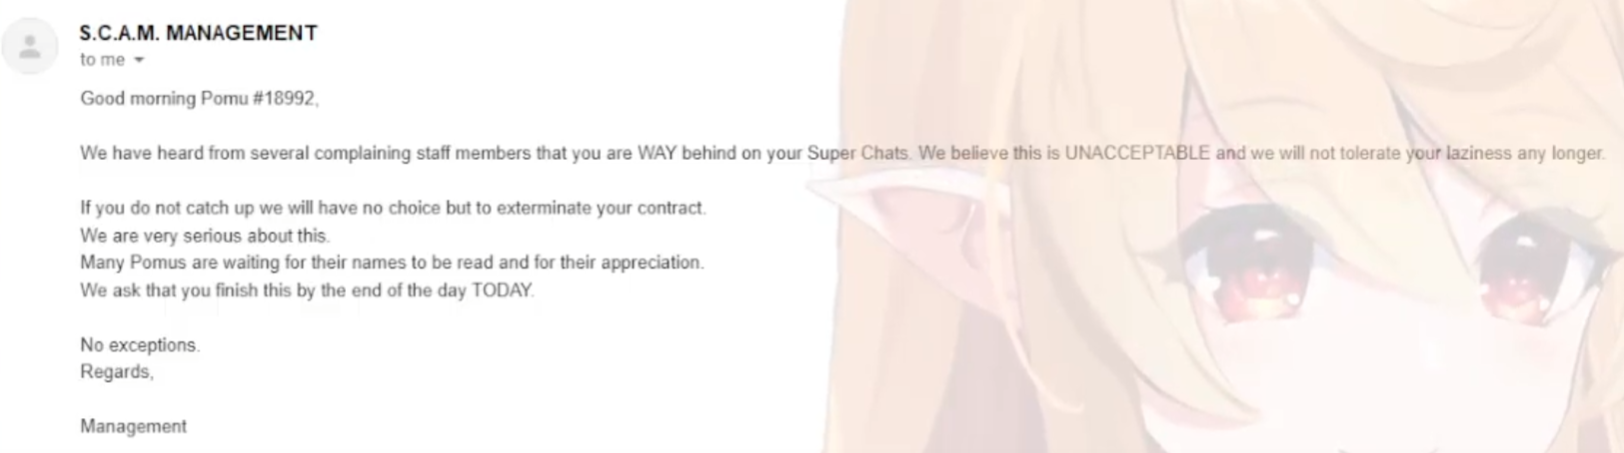 S.C.A.M. MANAGEMENT
to me
Good morning Pomu #18992,
We have heard from several complaining staff members that you are WAY behind on your Super Chats. We believe this is UNACCEPTABLE and we will not tolerate your laziness any longer.
If you do not catch up we will have no choice but to exterminate your contract.
We are very serious about this.
Many Pomus are waiting for their names to be read and for their appreciation.
We ask that you finish this by the end of the day TODAY.
No exceptions.
Regards,
Management